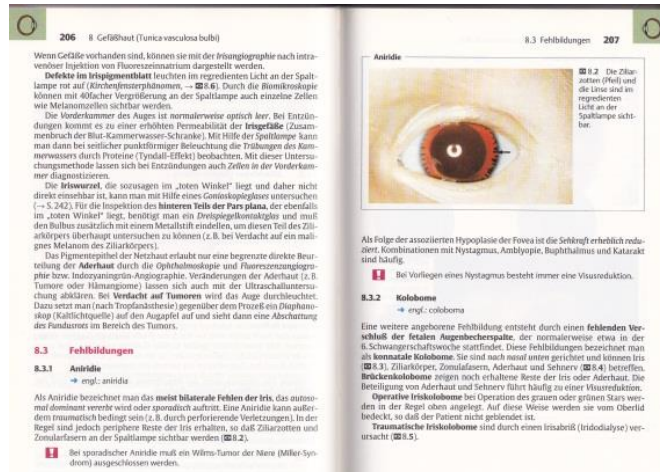 206 8 Gefäßhaut (Tunica vasculosa bulbi)
Wenn Gefäße vorhanden sind, können sie mit der Irisangiographie nach intra-
venöser Injektion von Fluoreszeinnatrium dargestellt werden.
Defekte im Irispigmentblatt leuchten im regredienten Licht an der Spalt-
lampe rot auf (Kirchenfensterphänomen, → 8.6). Durch die Biomikroskopie
können mit 40facher Vergrößerung an der Spaltlampe auch einzelne Zellen
wie Melanomzellen sichtbar werden.
Die Vorderkammer des Auges ist normalerweise optisch leer. Bei Entzün-
dungen kommt es zu einer erhöhten Permeabilität der Irisgefäße (Zusam-
menbruch der Blut-Kammerwasser-Schranke). Mit Hilfe der Spaltlampe kann
man dann bei seitlicher punktförmiger Beleuchtung die Trübungen des Kam-
merwassers durch Proteine (Tyndall-Effekt) beobachten. Mit dieser Untersu-
chungsmethode lassen sich bei Entzündungen auch Zellen in der Vorderkam-
mer diagnostizieren.
Die Iriswurzel, die sozusagen im „toten Winkel" liegt und daher nicht
direkt einsehbar ist, kann man mit Hilfe eines Gonioskopieglases untersuchen
(→ S. 242). Für die Inspektion des hinteren Teils der Pars plana, der ebenfalls
im „toten Winkel" liegt, benötigt man ein Dreispiegelkontaktglas und muß
den Bulbus zusätzlich mit einem Metallstift eindellen, um diesen Teil des Zili-
arkörpers überhaupt untersuchen zu können (z. B. bei Verdacht auf ein mali-
gnes Melanom des Ziliarkörpers).
Das Pigmentepithel der Netzhaut erlaubt nur eine begrenzte direkte Beur-
teilung der Aderhaut durch die Ophthalmoskopie und Fluoreszenzangiogra-
phie bzw. Indozyaningrün-Angiographie. Veränderungen der Aderhaut (z. B.
Tumore oder Hämangiome) lassen sich auch mit der Ultraschalluntersu-
chung abklären. Bei Verdacht auf Tumoren wird das Auge durchleuchtet.
Dazu setzt man (nach Tropfanästhesie) gegenüber dem Prozeß ein Diaphano-
skop (Kaltlichtquelle) auf den Augapfel auf und sieht dann eine Abschattung
des Fundusrots im Bereich des Tumors.
8.3 Fehlbildungen
8.3.1 Aniridie
➔ engl.: aniridia
Als Aniridie bezeichnet man das meist bilaterale Fehlen der Iris, das autoso-
mal dominant vererbt wird oder sporadisch auftritt. Eine Aniridie kann außer-
dem traumatisch bedingt sein (z. B. durch perforierende Verletzungen). In der
Regel sind jedoch periphere Reste der Iris erhalten, so daß Ziliarzotten und
Zonularfasern an der Spaltlampe sichtbar werden (8.2).
! Bei sporadischer Aniridie muß ein Wilms-Tumor der Niere (Miller-Syn-
drom) ausgeschlossen werden.
8.3 Fehlbildungen 207
Aniridie
8.2 Die Ziliar-
zotten (Pfeil) und
die Linse sind im
regredienten
Licht an der
Spaltlampe sicht-
bar.
Als Folge der assoziierten Hypoplasie der Fovea ist die Sehkraft erheblich redu-
ziert. Kombinationen mit Nystagmus, Amblyopie, Buphthalmus und Katarakt
sind häufig.
! Bei Vorliegen eines Nystagmus besteht immer eine Visusreduktion.
8.3.2 Kolobome
➔ engl.: coloboma
Eine weitere angeborene Fehlbildung entsteht durch einen fehlenden Ver-
schluß der fetalen Augenbecherspalte, der normalerweise etwa in der
6. Schwangerschaftswoche stattfindet. Diese Fehlbildungen bezeichnet man
als konnatale Kolobome. Sie sind nach nasal unten gerichtet und können Iris
(8.3), Ziliarkörper, Zonulafasern, Aderhaut und Sehnerv (8.4) betreffen.
Brückenkolobome zeigen noch erhaltene Reste der Iris oder Aderhaut. Die
Beteiligung von Aderhaut und Sehnerv führt häufig zu einer Visusreduktion.
Operative Iriskolobome bei Operation des grauen oder grünen Stars wer-
den in der Regel oben angelegt. Auf diese Weise werden sie vom Oberlid
bedeckt, so daß der Patient nicht geblendet ist.
Traumatische Iriskolobome sind durch einen Irisabriß (Iridodialyse) ver-
ursacht (8.5).